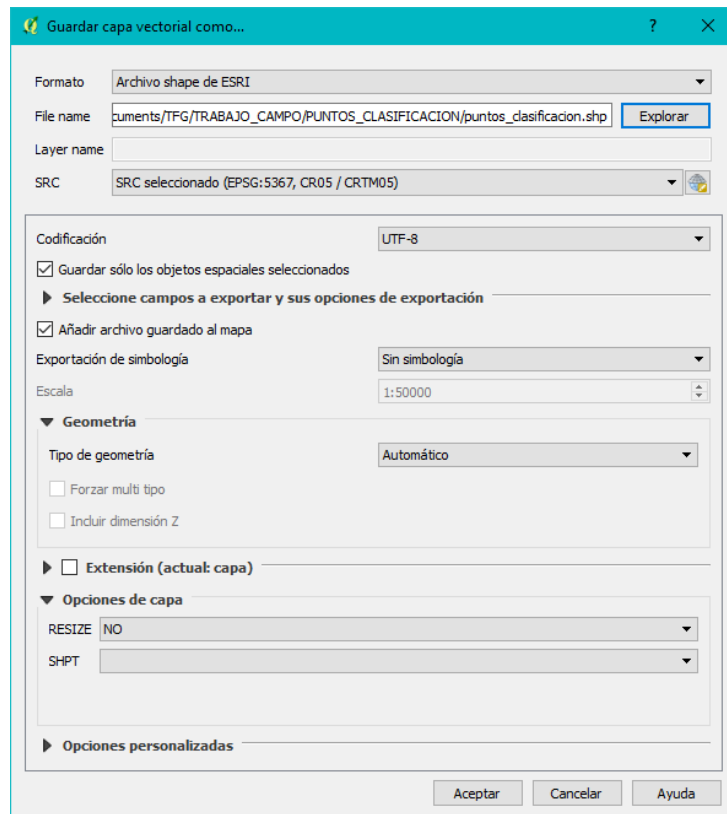 Guardar capa vectorial como...
Formato Archivo shape de ESRI
File name cuments/TFG/TRABAJO_CAMPO/PUNTOS_CLASIFICACION/puntos_clasificacion.shp Explorar
Layer name
SRC SRC seleccionado (EPSG:5367, CR05 / CRTM05)
Codificación UTF-8
Guardar sólo los objetos espaciales seleccionados
Seleccione campos a exportar y sus opciones de exportación
Añadir archivo guardado al mapa
Exportación de simbología Sin simbología
Escala 1:50000
Geometría
Tipo de geometría Automático
Forzar multi tipo
Incluir dimensión Z
Extensión (actual: capa)
Opciones de capa
RESIZE NO
SHPT
Opciones personalizadas
Aceptar Cancelar Ayuda